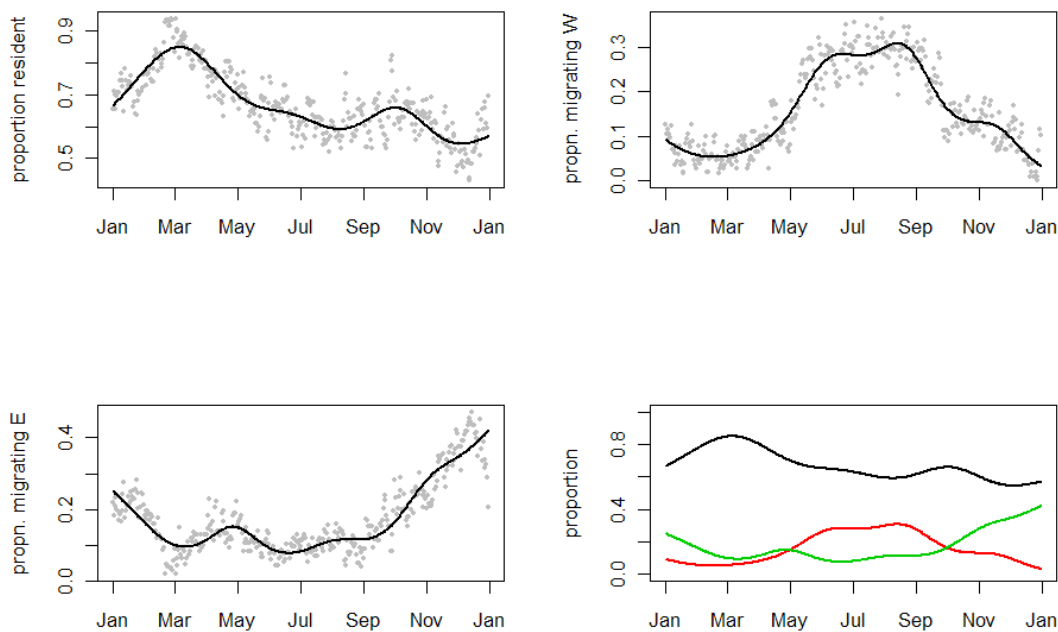 proportion resident
0.9
0.7
0.5
Jan Mar May Jul Sep Nov Jan
propn. migrating W
0.3
0.2
0.1
0.0
Jan Mar May Jul Sep Nov Jan
propn. migrating E
0.4
0.2
0.0
Jan Mar May Jul Sep Nov Jan
proportion
0.8
0.4
0.0
Jan Mar May Jul Sep Nov Jan